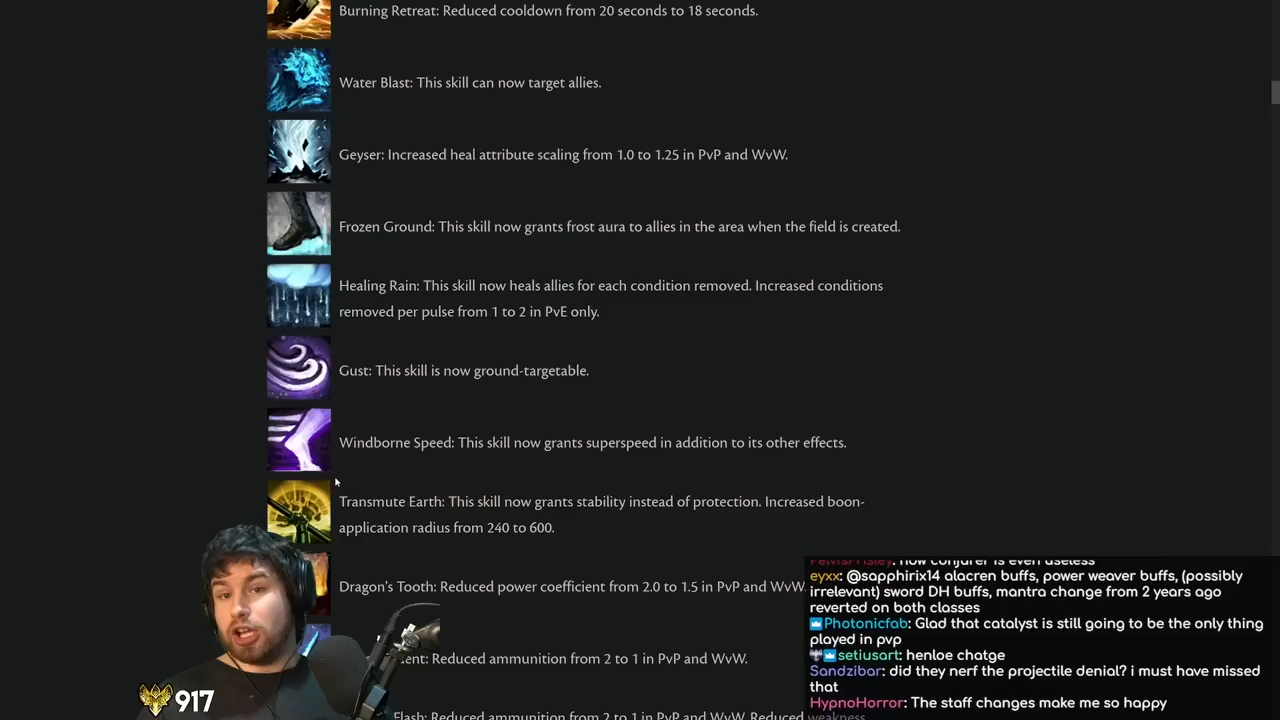 Burning Retreat: Reduced cooldown from 20 seconds to 18 seconds.
Water Blast: This skill can now target allies.
Geyser: Increased heal attribute scaling from 1.0 to 1.25 in PvP and WvW.
Frozen Ground: This skill now grants frost aura to allies in the area when the field is created.
Healing Rain: This skill now heals allies for each condition removed. Increased conditions
removed per pulse from 1 to 2 in PvE only.
Gust: This skill is now ground-targetable.
Windborne Speed: This skill now grants superspeed in addition to its other effects.
Transmute Earth: This skill now grants stability instead of protection. Increased boon-
application radius from 240 to 600.
Dragon's Tooth: Reduced power coefficient from 2.0 to 1.5 in PvP and WvW.
Reduced ammunition from 2 to 1 in PvP and WvW.
Flash: Reduced ammunition from 2 to 1 in PvP and WvW. Reduced
weakness
917
now conjurer is even useless
eyxx: @sapphirix14 alacren buffs, power weaver buffs, (possibly
irrelevant) sword DH buffs, mantra change from 2 years ago
reverted on both classes
Photonicfab: Glad that catalyst is still going to be the only thing
played in pvp
setiusart: henloe chatge
Sandzibar: did they nerf the projectile denial? i must have missed
that
HypnoHorror: The staff changes make me so happy